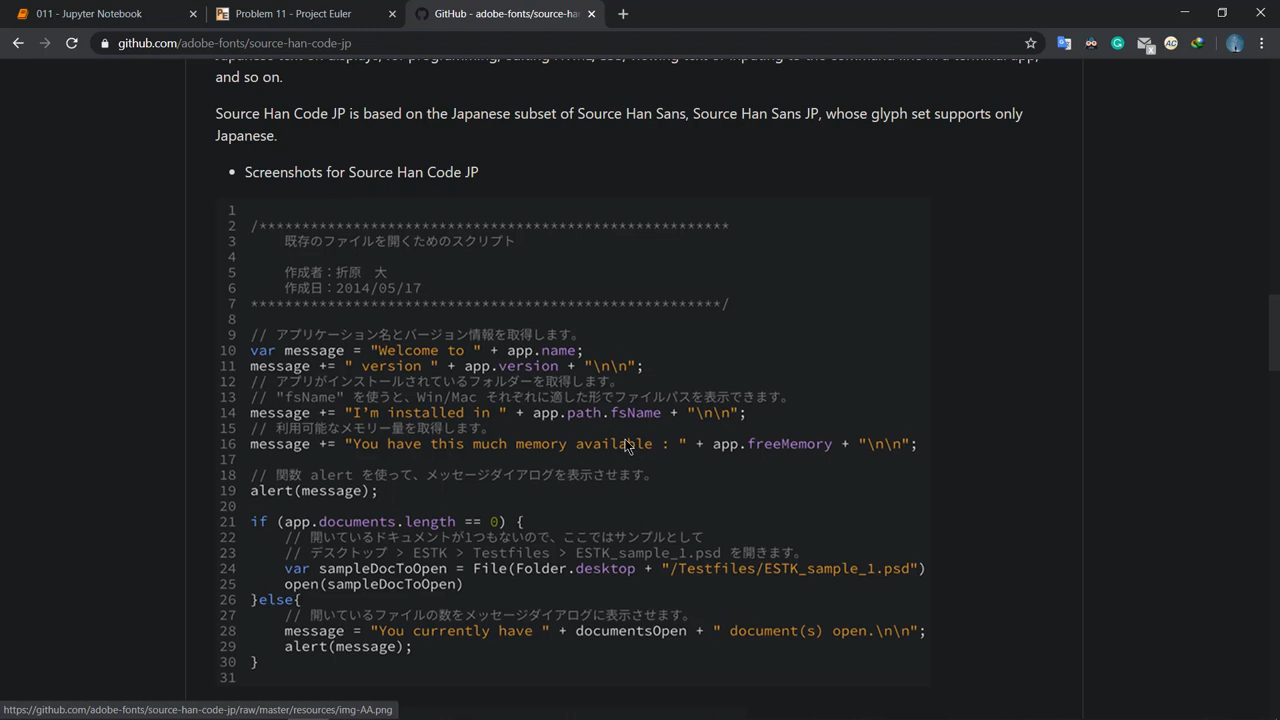 011 - Jupyter Notebook
Problem 11 - Project Euler
GitHub - adobe-fonts/source-han
github.com/adobe-fonts/source-han-code-jp
and so on.
Source Han Code JP is based on the Japanese subset of Source Han Sans, Source Han Sans JP, whose glyph set supports only
Japanese.
• Screenshots for Source Han Code JP
1
2 /*******************************************************
3 既存のファイルを開くためのスクリプト
4
5 作成者：折原　大
6 作成日：2014/05/17
7 *******************************************************/
8
9 // アプリケーション名とバージョン情報を取得します。
10 var message = "Welcome to " + app.name;
11 message += " version " + app.version + "\n\n";
12 // アプリがインストールされているフォルダーを取得します。
13 // "fsName" を使うと、Win/Mac それぞれに適した形でファイルパスを表示できます。
14 message += "I’m installed in " + app.path.fsName + "\n\n";
15 // 利用可能なメモリー量を取得します。
16 message += "You have this much memory available : " + app.freeMemory + "\n\n";
17
18 // 関数 alert を使って、メッセージダイアログを表示させます。
19 alert(message);
20
21 if (app.documents.length == 0) {
22 // 開いているドキュメントが1つもないので、ここではサンプルとして
23 // デスクトップ > ESTK > Testfiles > ESTK_sample_1.psd を開きます。
24 var sampleDocToOpen = File(Folder.desktop + "/Testfiles/ESTK_sample_1.psd")
25 open(sampleDocToOpen)
26 }else{
27 // 開いているファイルの数をメッセージダイアログに表示させます。
28 message = "You currently have " + documentsOpen + " document(s) open.\n\n";
29 alert(message);
30 }
31
https://github.com/adobe-fonts/source-han-code-jp/raw/master/resources/img-AA.png